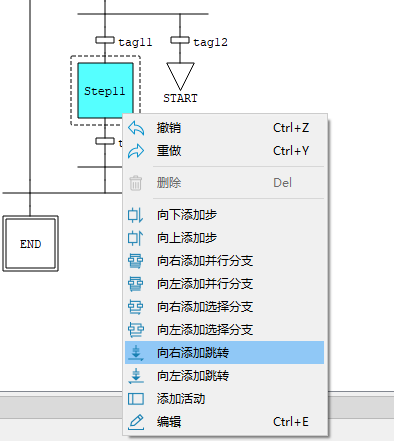 tag11 tag12
Step11
START
t
撤销 Ctrl+Z
重做 Ctrl+Y
删除 Del
向下添加步
向上添加步
END
向右添加并行分支
向左添加并行分支
向右添加选择分支
向左添加选择分支
向右添加跳转
向左添加跳转
添加活动
编辑 Ctrl+E